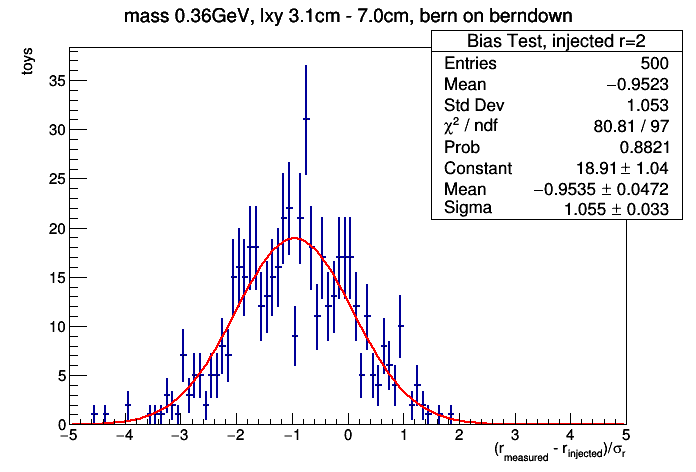 mass 0.36GeV, lxy 3.1cm - 7.0cm, bern on berndown
toys
Bias Test, injected r=2
Entries 500
Mean −0.9523
Std Dev 1.053
χ² / ndf 80.81 / 97
Prob 0.8821
Constant 18.91 ± 1.04
Mean −0.9535 ± 0.0472
Sigma 1.055 ± 0.033
35
30
25
20
15
10
5
0
−5 −4 −3 −2 −1 0 1 2 3 4 5
(r_measured - r_injected)/σ_r